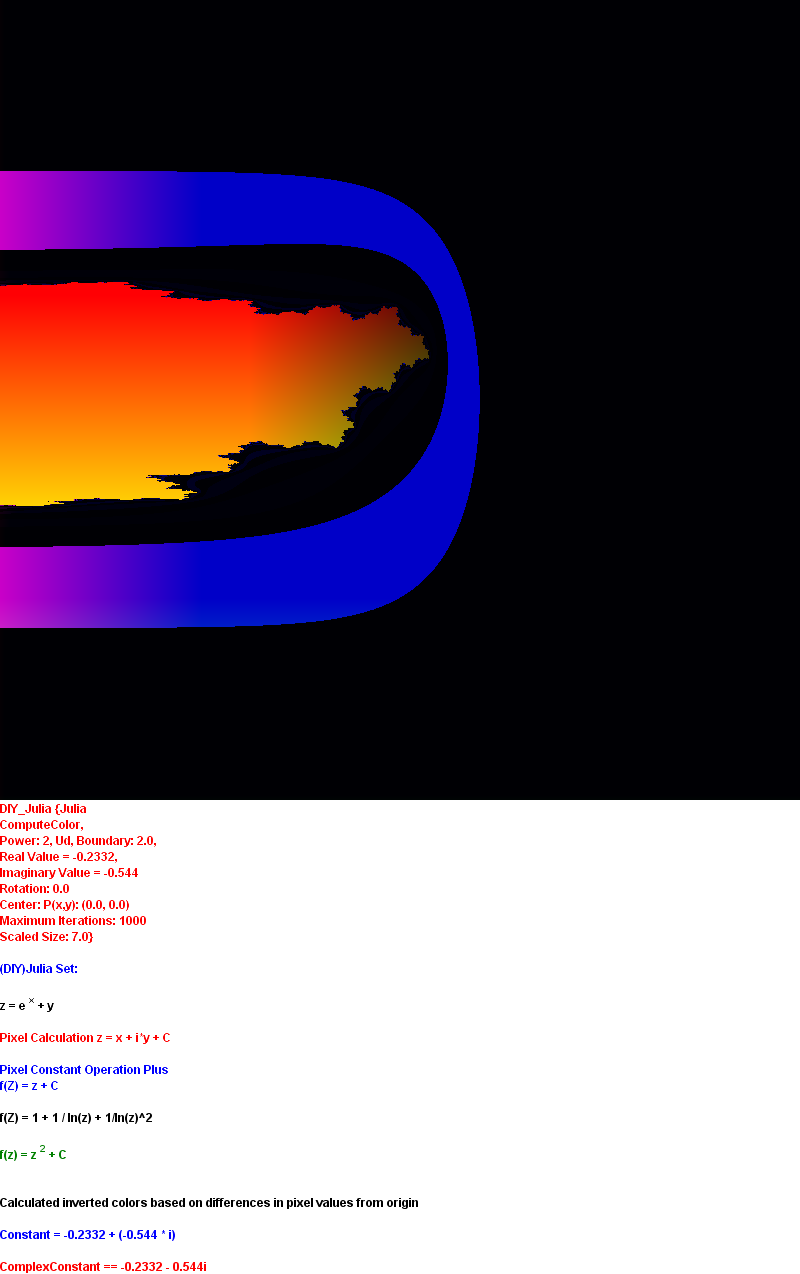 DIY_Julia {Julia
ComputeColor,
Power: 2, Ud, Boundary: 2.0,
Real Value = -0.2332,
Imaginary Value = -0.544
Rotation: 0.0
Center: P(x,y): (0.0, 0.0)
Maximum Iterations: 1000
Scaled Size: 7.0}
(DIY)Julia Set:
z = e ^x + y
Pixel Calculation z = x + i*y + C
Pixel Constant Operation Plus
f(Z) = z + C
f(Z) = 1 + 1 / ln(z) + 1/ln(z)^2
f(z) = z ² + C
Calculated inverted colors based on differences in pixel values from origin
Constant = -0.2332 + (-0.544 * i)
ComplexConstant == -0.2332 - 0.544i